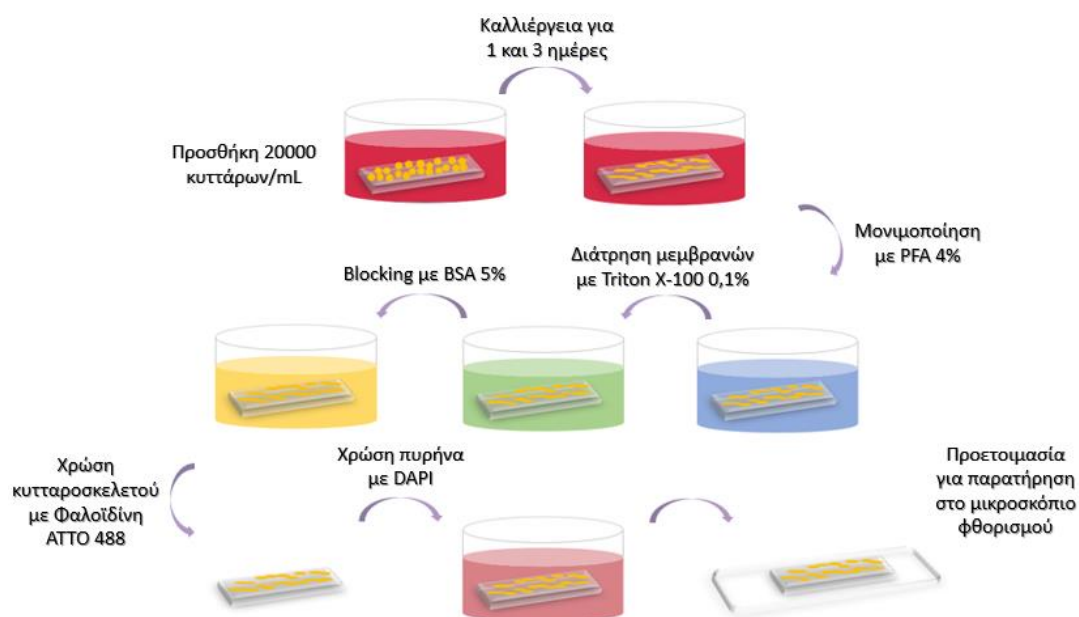 Καλλιέργεια για
1 και 3 ημέρες
Προσθήκη 20000
κυττάρων/mL
Μονιμοποίηση
με PFA 4%
Διάτρηση μεμβρανών
με Triton X-100 0,1%
Blocking με BSA 5%
Χρώση
κυτταροσκελετού
με Φαλοϊδίνη
ATTO 488
Χρώση πυρήνα
με DAPI
Προετοιμασία
για παρατήρηση
στο μικροσκόπιο
φθορισμού